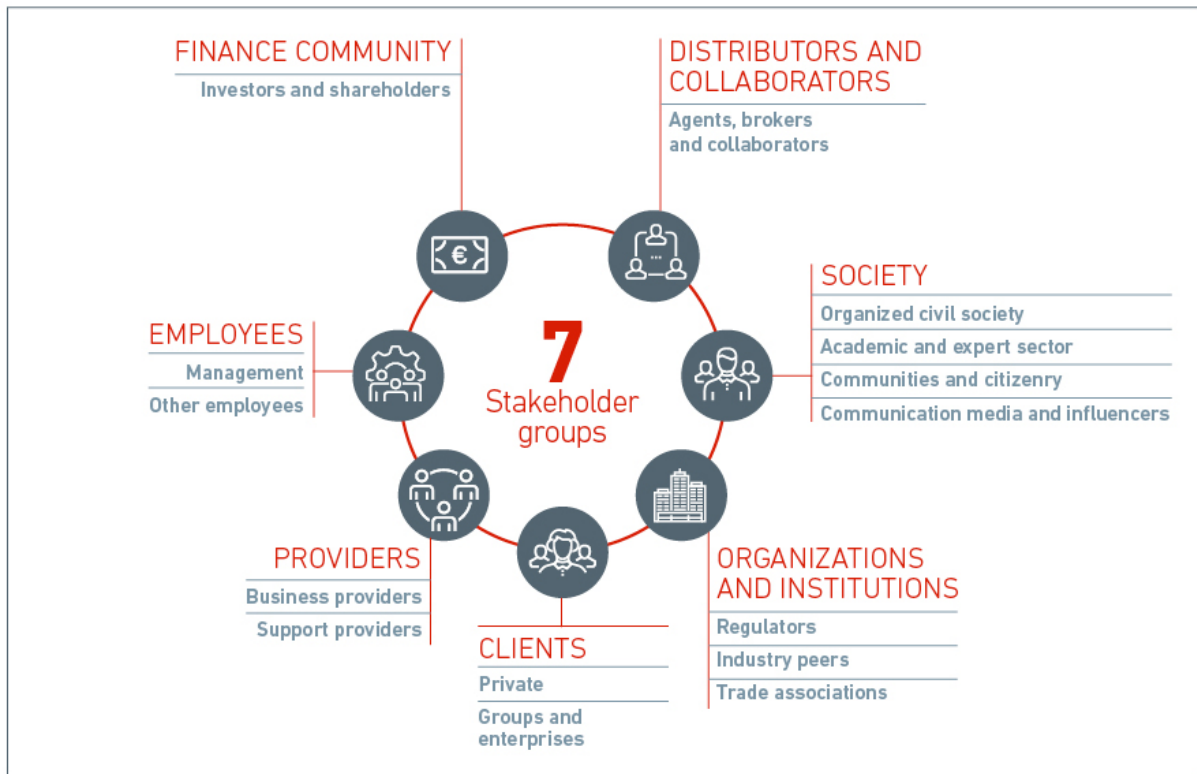 FINANCE COMMUNITY
Investors and shareholders
DISTRIBUTORS AND
COLLABORATORS
Agents, brokers
and collaborators
€
...
SOCIETY
Organized civil society
Academic and expert sector
Communities and citizenry
Communication media and influencers
EMPLOYEES
Management
Other employees
7
Stakeholder
groups
PROVIDERS
Business providers
Support providers
CLIENTS
Private
Groups and
enterprises
ORGANIZATIONS
AND INSTITUTIONS
Regulators
Industry peers
Trade associations